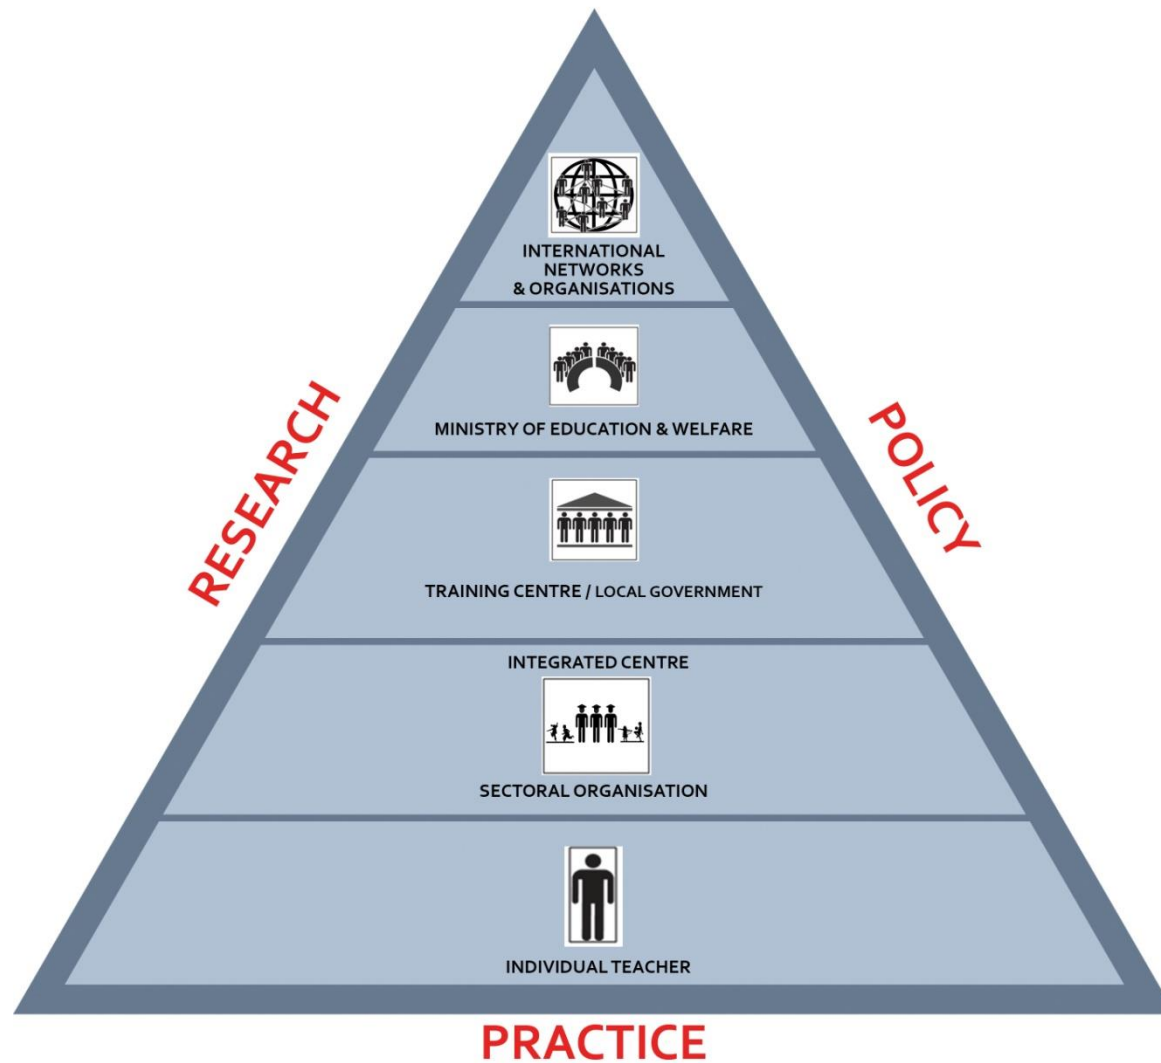 INTERNATIONAL
NETWORKS
& ORGANISATIONS
MINISTRY OF EDUCATION & WELFARE
RESEARCH
POLICY
TRAINING CENTRE / LOCAL GOVERNMENT
INTEGRATED CENTRE
SECTORAL ORGANISATION
INDIVIDUAL TEACHER
PRACTICE